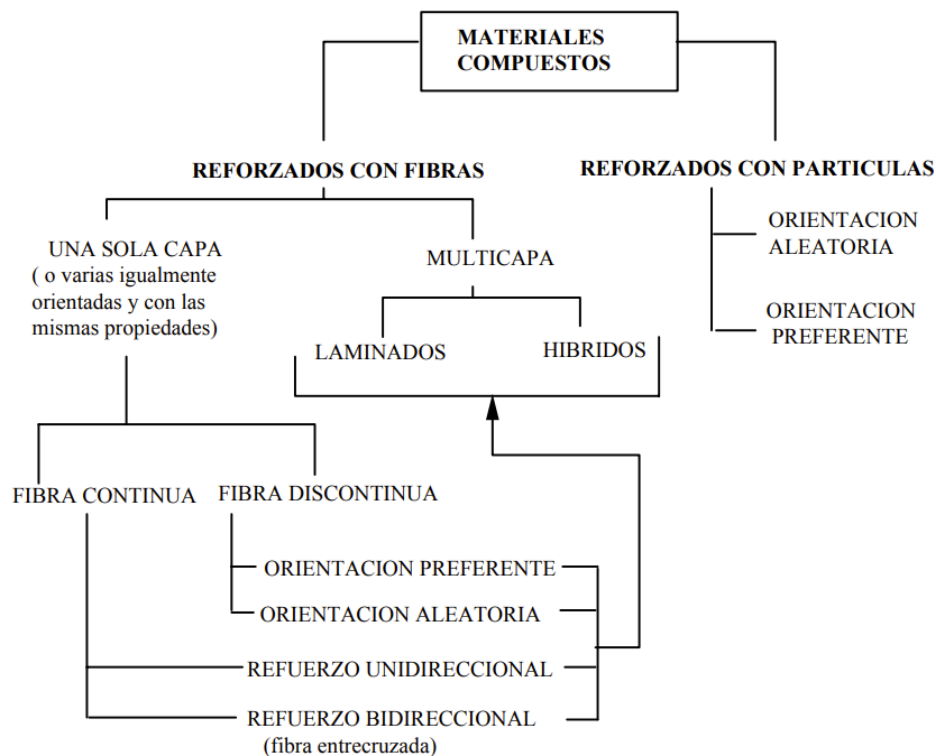 MATERIALES
COMPUESTOS
REFORZADOS CON FIBRAS
REFORZADOS CON PARTICULAS
UNA SOLA CAPA
( o varias igualmente
orientadas y con las
mismas propiedades)
MULTICAPA
LAMINADOS
HIBRIDOS
ORIENTACION
ALEATORIA
ORIENTACION
PREFERENTE
FIBRA CONTINUA
FIBRA DISCONTINUA
ORIENTACION PREFERENTE
ORIENTACION ALEATORIA
REFUERZO UNIDIRECCIONAL
REFUERZO BIDIRECCIONAL
(fibra entrecruzada)